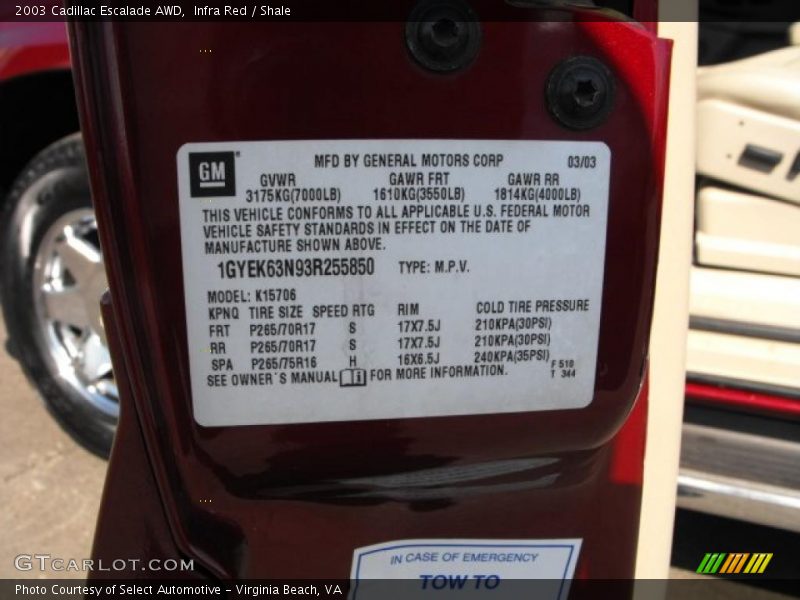 2003 Cadillac Escalade AWD,  Infra Red / Shale
GM
MFD BY GENERAL MOTORS CORP 03/03
GVWR GAWR FRT GAWR RR
3175KG(7000LB) 1610KG(3550LB) 1814KG(4000LB)
THIS VEHICLE CONFORMS TO ALL APPLICABLE U.S. FEDERAL MOTOR
VEHICLE SAFETY STANDARDS IN EFFECT ON THE DATE OF
MANUFACTURE SHOWN ABOVE.
1GYEK63N93R255850 TYPE: M.P.V.
MODEL: K15706
KPNQ TIRE SIZE SPEED RTG RIM COLD TIRE PRESSURE
FRT P265/70R17 S 17X7.5J 210KPA(30PSI)
RR P265/70R17 S 17X7.5J 210KPA(30PSI)
SPA P265/75R16 H 16X6.5J 240KPA(35PSI)
SEE OWNER'S MANUAL FOR MORE INFORMATION.
F 510
T 344
IN CASE OF EMERGENCY
TOW TO
GTCARLOT.COM
Photo Courtesy of Select Automotive - Virginia Beach, VA